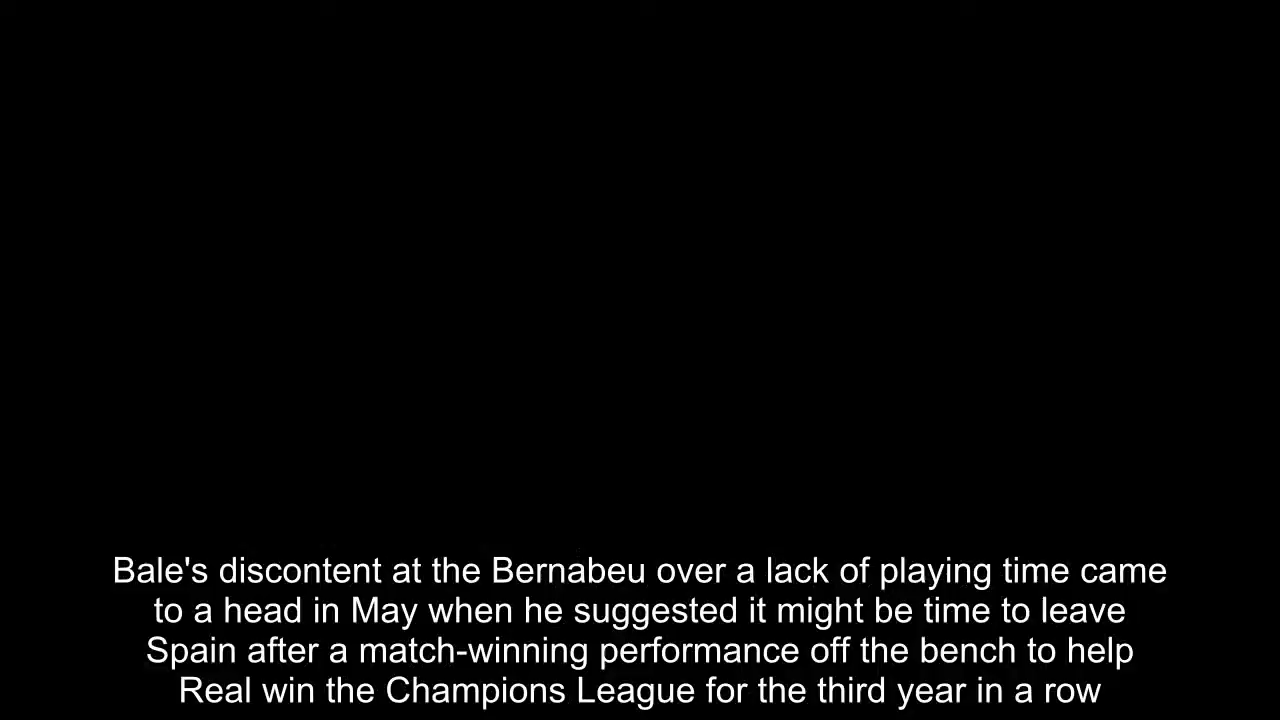 Bale's discontent at the Bernabeu over a lack of playing time came
to a head in May when he suggested it might be time to leave
Spain after a match-winning performance off the bench to help
Real win the Champions League for the third year in a row